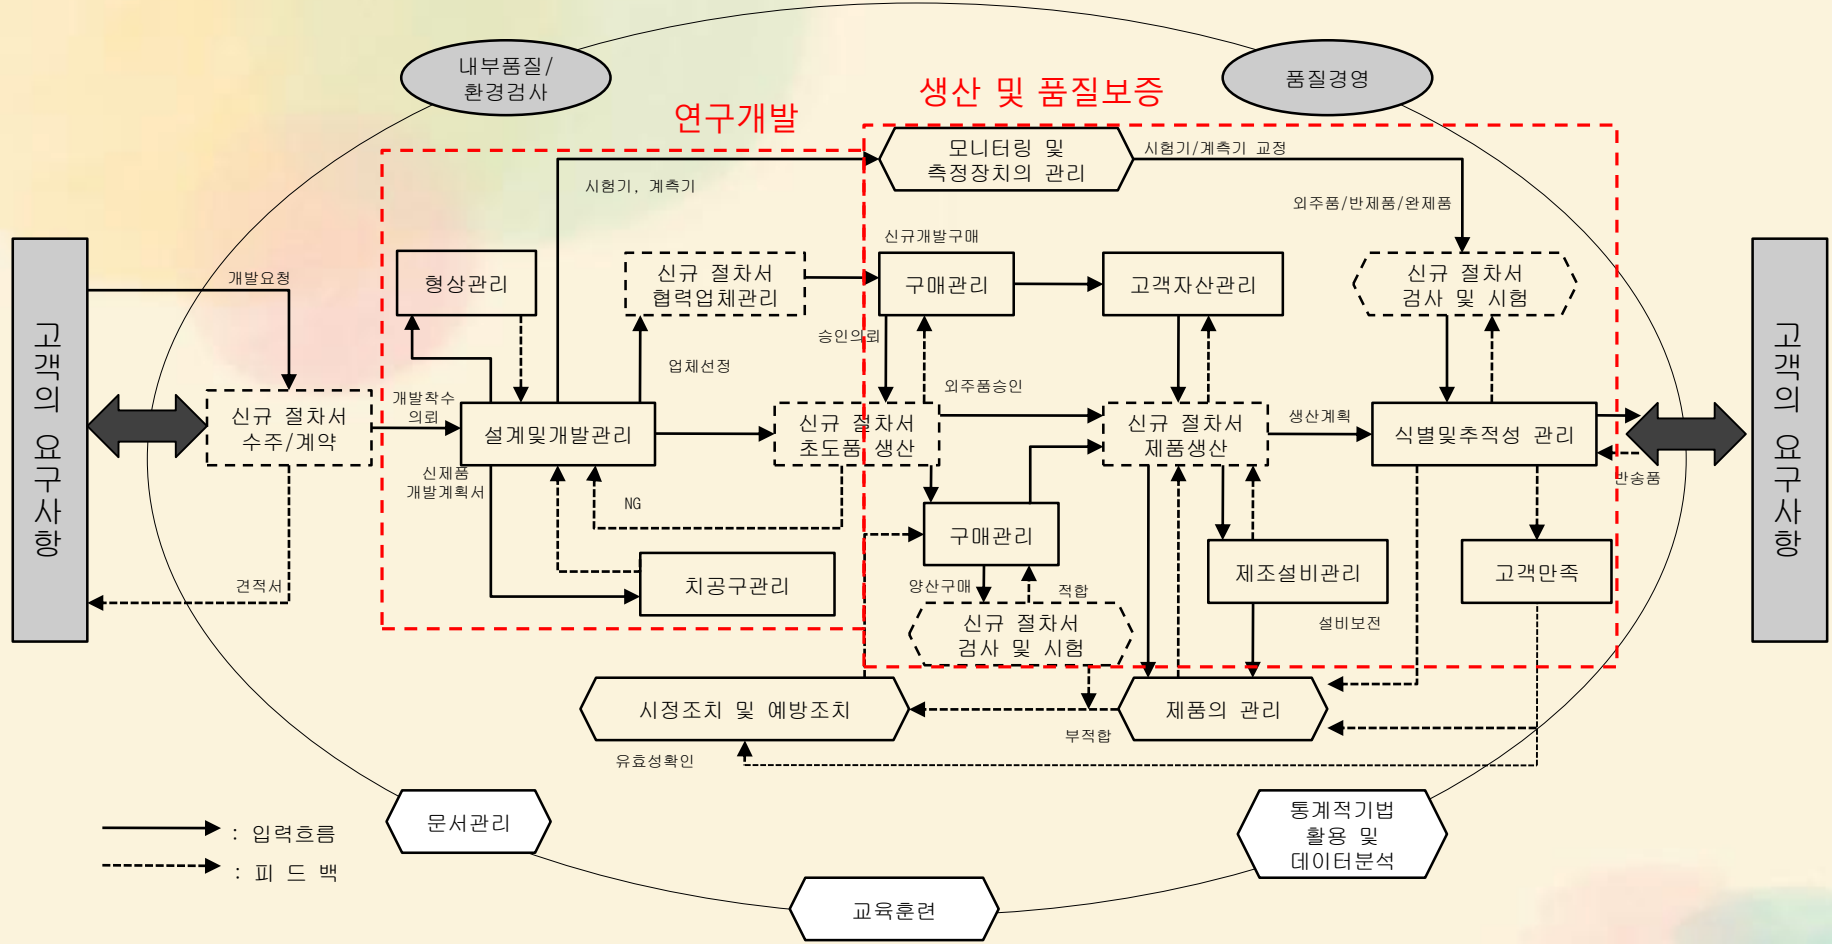 내부품질/
환경검사
품질경영
연구개발
생산 및 품질보증
모니터링 및
측정장치의 관리
시험기/계측기 교정
시험기, 계측기
외주품/반제품/완제품
신규개발구매
개발요청
형상관리
신규 절차서
협력업체관리
구매관리
고객자산관리
신규 절차서
검사 및 시험
고객의 요구사항
고객의 요구사항
승인의뢰
업체선정
외주품승인
개발착수
의뢰
신규 절차서
수주/계약
설계및개발관리
신규 절차서
초도품 생산
신규 절차서
제품생산
생산계획
식별및추적성 관리
반송품
신제품
개발계획서
NG
구매관리
제조설비관리
고객만족
치공구관리
견적서
양산구매
적합
신규 절차서
검사 및 시험
설비보전
시정조치 및 예방조치
제품의 관리
부적합
유효성확인
문서관리
통계적기법
활용 및
데이터분석
교육훈련
: 입력흐름
: 피 드 백